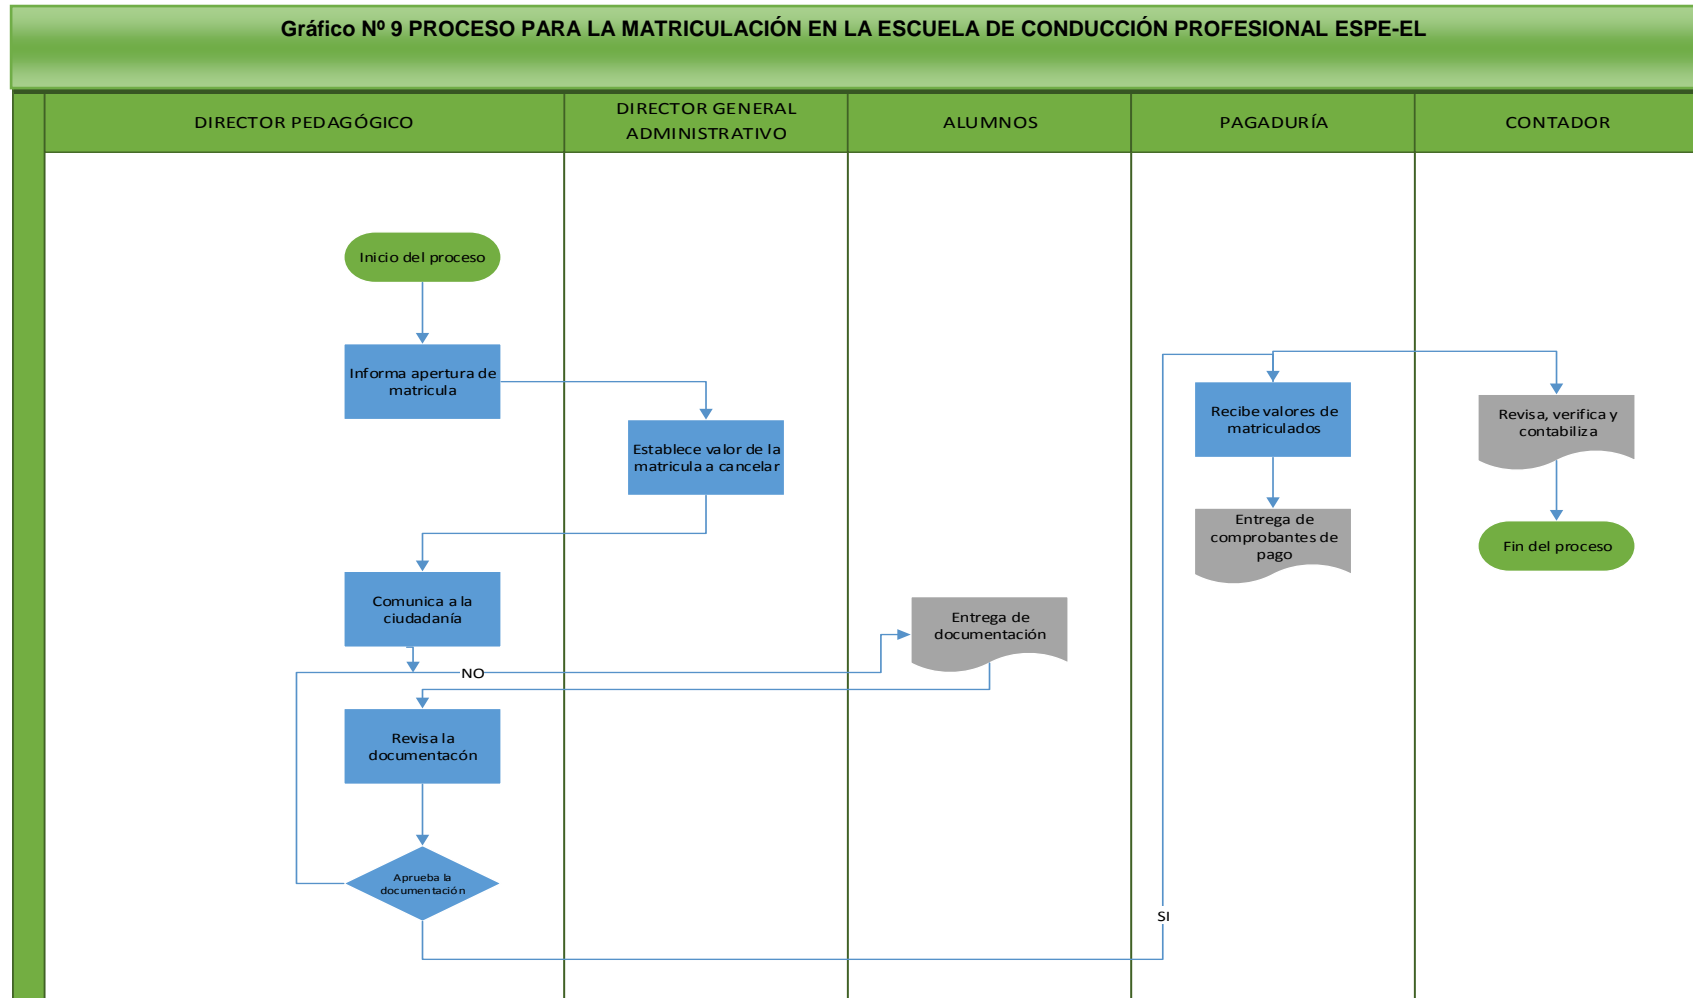 Gráfico Nº 9 PROCESO PARA LA MATRICULACIÓN EN LA ESCUELA DE CONDUCCIÓN PROFESIONAL ESPE-EL
DIRECTOR PEDAGÓGICO
DIRECTOR GENERAL
ADMINISTRATIVO
ALUMNOS
PAGADURÍA
CONTADOR
Inicio del proceso
Informa apertura de
matricula
Establece valor de la
matricula a cancelar
Recibe valores de
matriculados
Revisa, verifica y
contabiliza
Entrega de
comprobantes de
pago
Fin del proceso
Comunica a la
ciudadanía
Entrega de
documentación
NO
Revisa la
documentacón
Aprueba la
documentación
SI